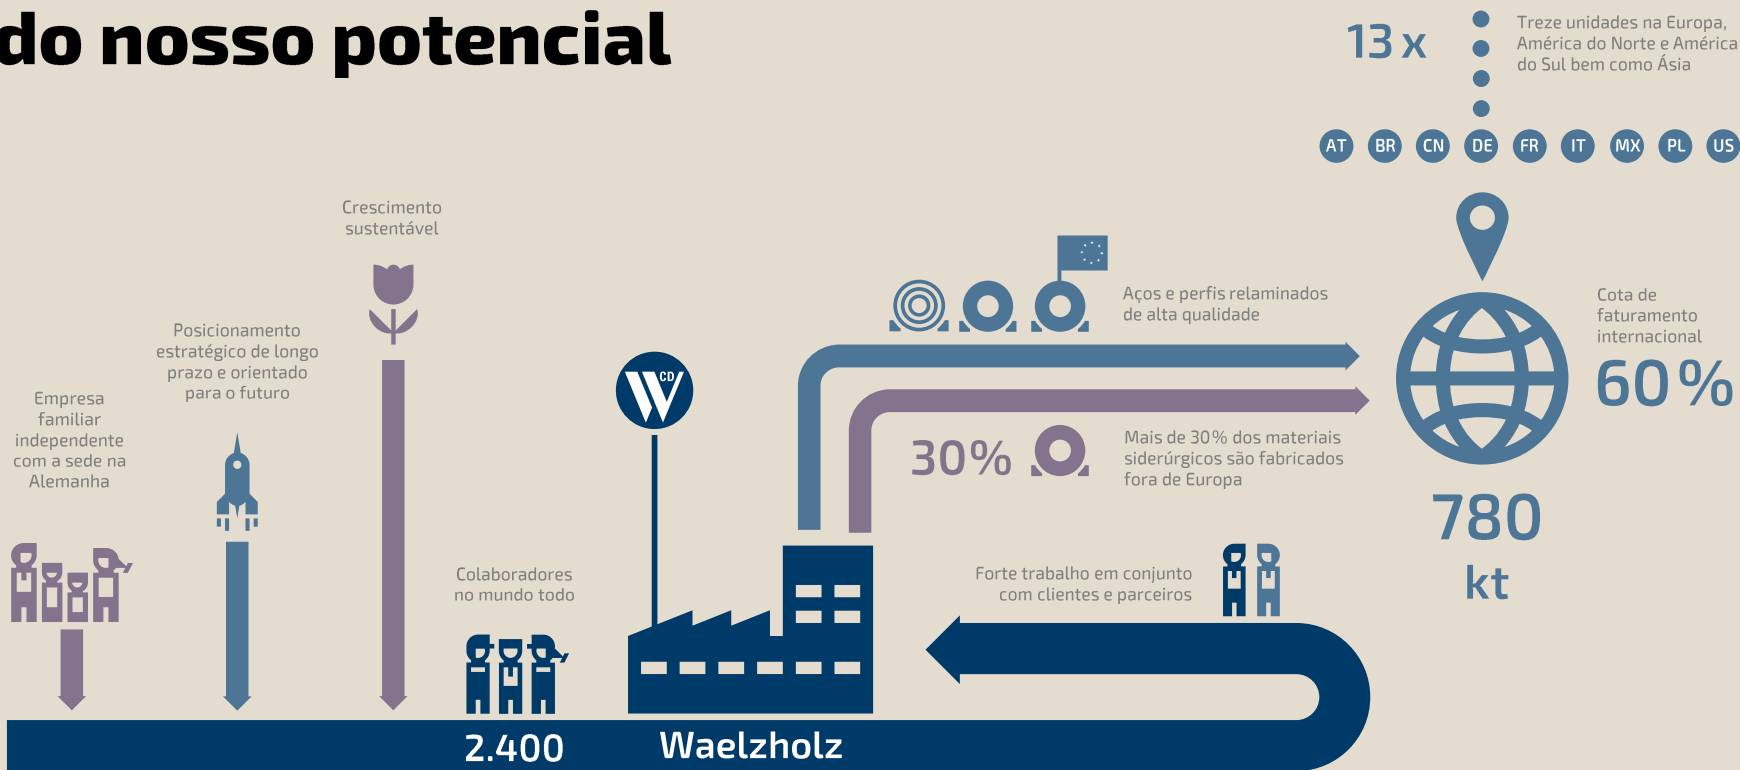 do nosso potencial
13 x
Treze unidades na Europa,
América do Norte e América
do Sul bem como Ásia
AT BR CN DE FR IT MX PL US
Crescimento
sustentável
Posicionamento
estratégico de longo
prazo e orientado
para o futuro
Empresa
familiar
independente
com a sede na
Alemanha
Colaboradores
no mundo todo
2.400
W CD
Waelzholz
Aços e perfis relaminados
de alta qualidade
30%
Mais de 30% dos materiais
siderúrgicos são fabricados
fora de Europa
Cota de
faturamento
internacional
60%
780
kt
Forte trabalho em conjunto
com clientes e parceiros